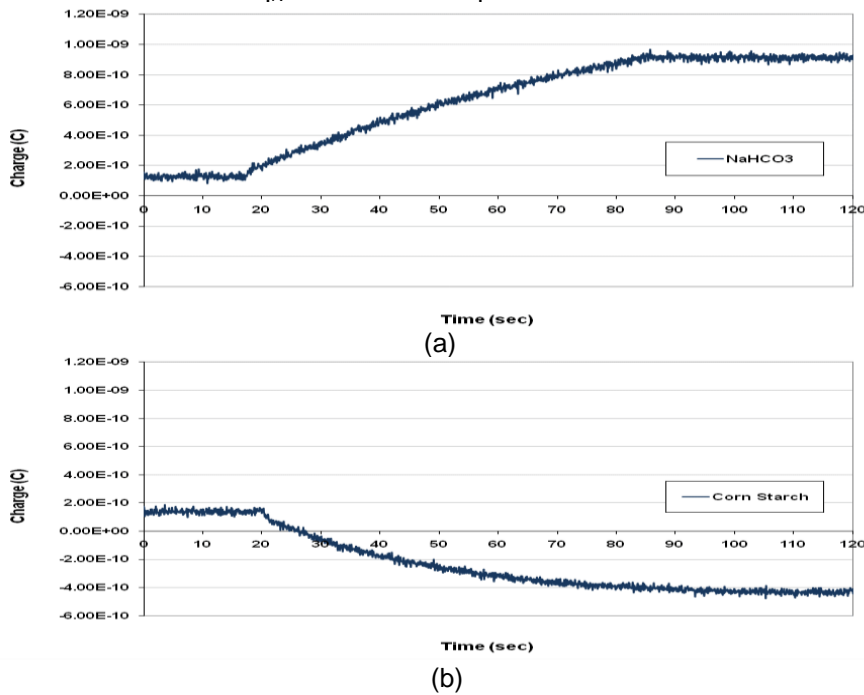 1.20E-09
1.00E-09
8.00E-10
6.00E-10
4.00E-10
2.00E-10
0.00E+00
-2.00E-10
-4.00E-10
-6.00E-10
Charge (C)
NaHCO3
0 10 20 30 40 50 60 70 80 90 100 110 120
Time (sec)
(a)
1.20E-09
1.00E-09
8.00E-10
6.00E-10
4.00E-10
2.00E-10
0.00E+00
-2.00E-10
-4.00E-10
-6.00E-10
Charge (C)
Corn Starch
0 10 20 30 40 50 60 70 80 90 100 110 120
Time (sec)
(b)